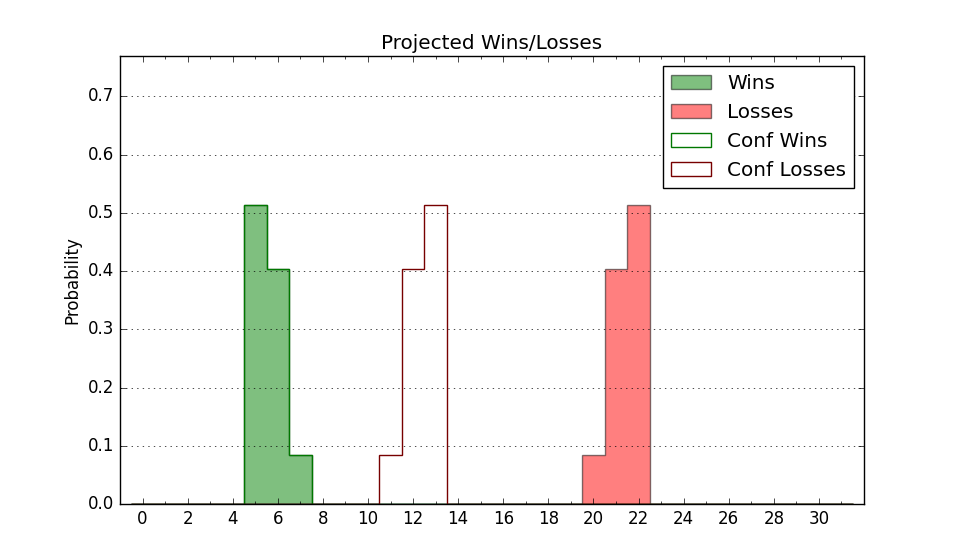 Projected Wins/Losses
Wins
Losses
Conf Wins
Conf Losses
Probability
0.7
0.6
0.5
0.4
0.3
0.2
0.1
0.0
0 2 4 6 8 10 12 14 16 18 20 22 24 26 28 30